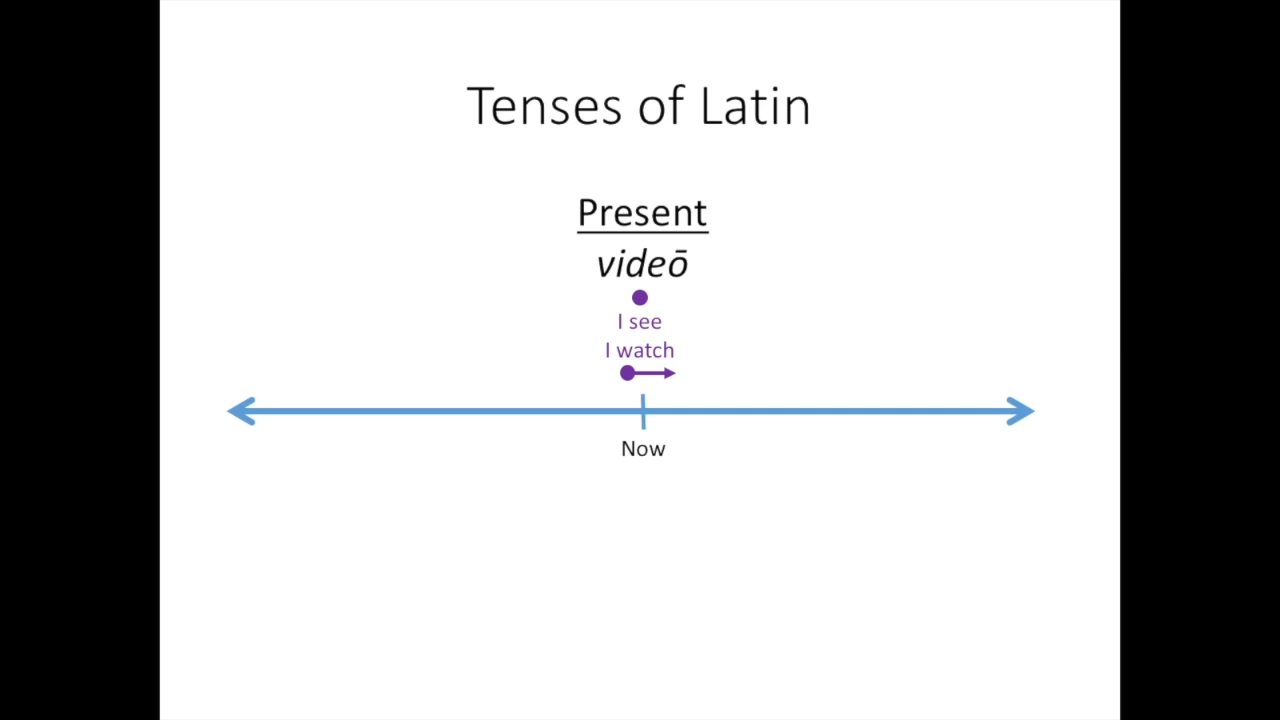 Tenses of Latin
Present
videō
I see
I watch
Now